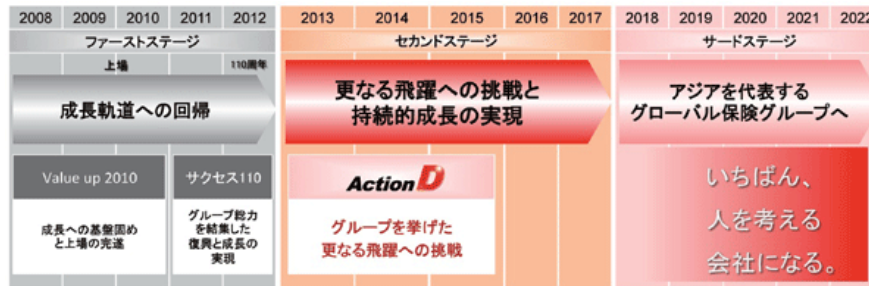 2008 2009 2010 2011 2012
ファーストステージ
上場 110周年
成長軌道への回帰
Value up 2010
成長への基盤固め
と上場の完遂
サクセス110
グループ総力
を結集した
復興と成長の
実現
2013 2014 2015 2016 2017
セカンドステージ
更なる飛躍への挑戦と
持続的成長の実現
Action D
グループを挙げた
更なる飛躍への挑戦
2018 2019 2020 2021 2022
サードステージ
アジアを代表する
グローバル保険グループへ
いちばん、
人を考える
会社になる。